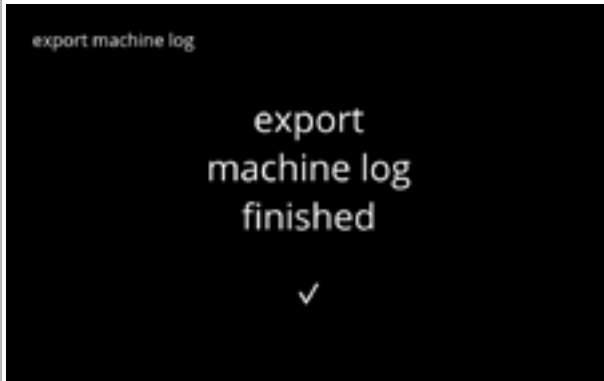 export machine log
export
machine log
finished
✓